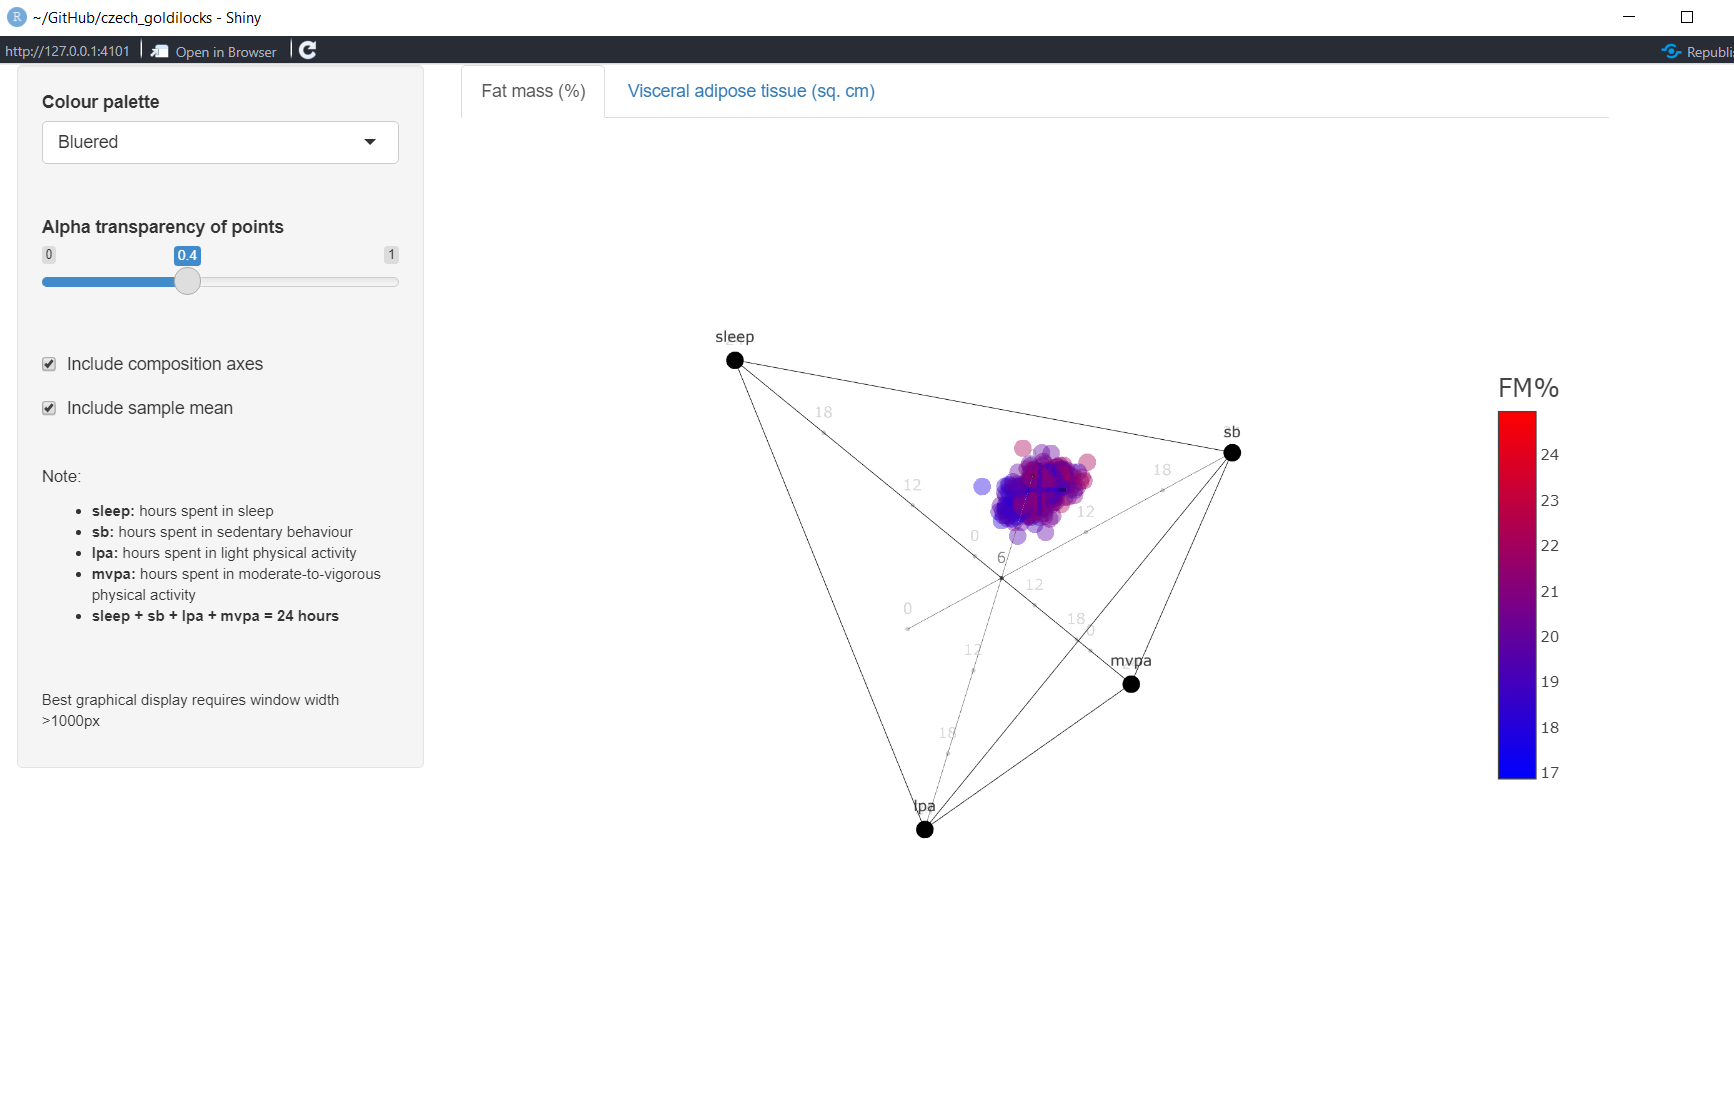 ~/GitHub/czech_goldilocks - Shiny
http://127.0.0.1:4101
Open in Browser
Colour palette
Bluered
Alpha transparency of points
0
0.4
1
Include composition axes
Include sample mean
Note:
sleep: hours spent in sleep
sb: hours spent in sedentary behaviour
lpa: hours spent in light physical activity
mvpa: hours spent in moderate-to-vigorous
physical activity
sleep + sb + lpa + mvpa = 24 hours
Best graphical display requires window width
>1000px
Fat mass (%)
Visceral adipose tissue (sq. cm)
sleep
18
sb
12
18
12
0
6
12
0
18
0
12
mvpa
18
lpa
FM%
24
23
22
21
20
19
18
17